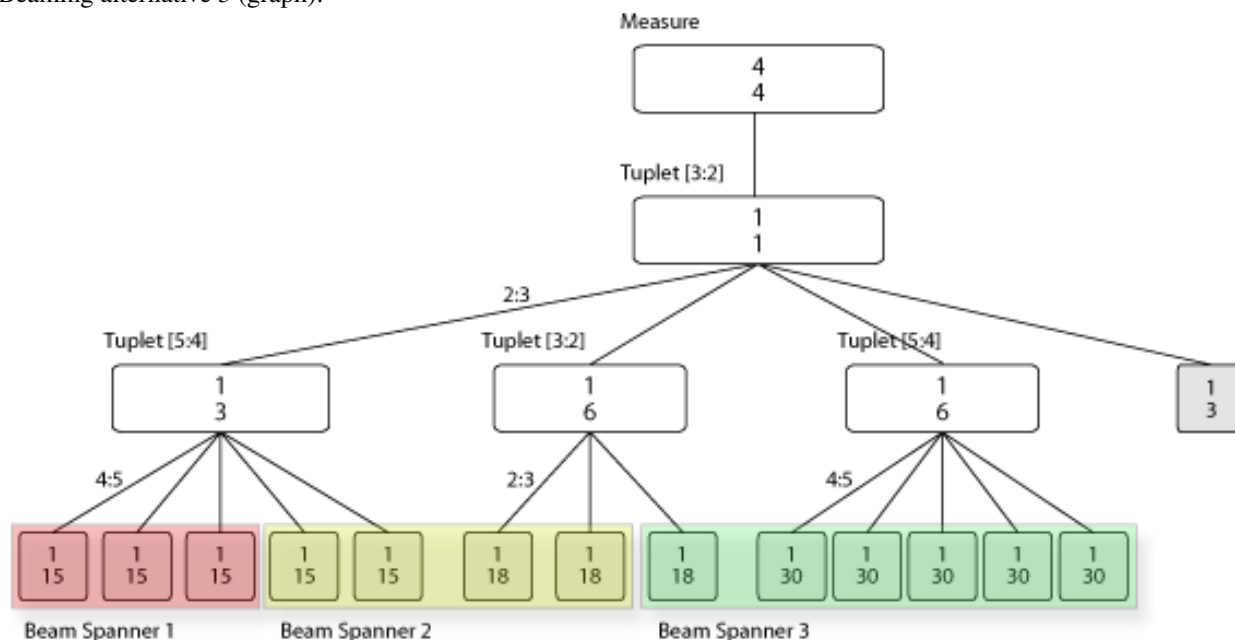 Beaming alternative 3 (graph):
Measure
4
4
Tuplet [3:2]
1
1
2:3
Tuplet [5:4] Tuplet [3:2] Tuplet [5:4]
1 1 1 1
3 6 6 3
4:5 2:3 4:5
1 1 1 1 1 1 1 1 1 1 1 1 1
15 15 15 15 15 18 18 18 30 30 30 30 30
Beam Spanner 1 Beam Spanner 2 Beam Spanner 3